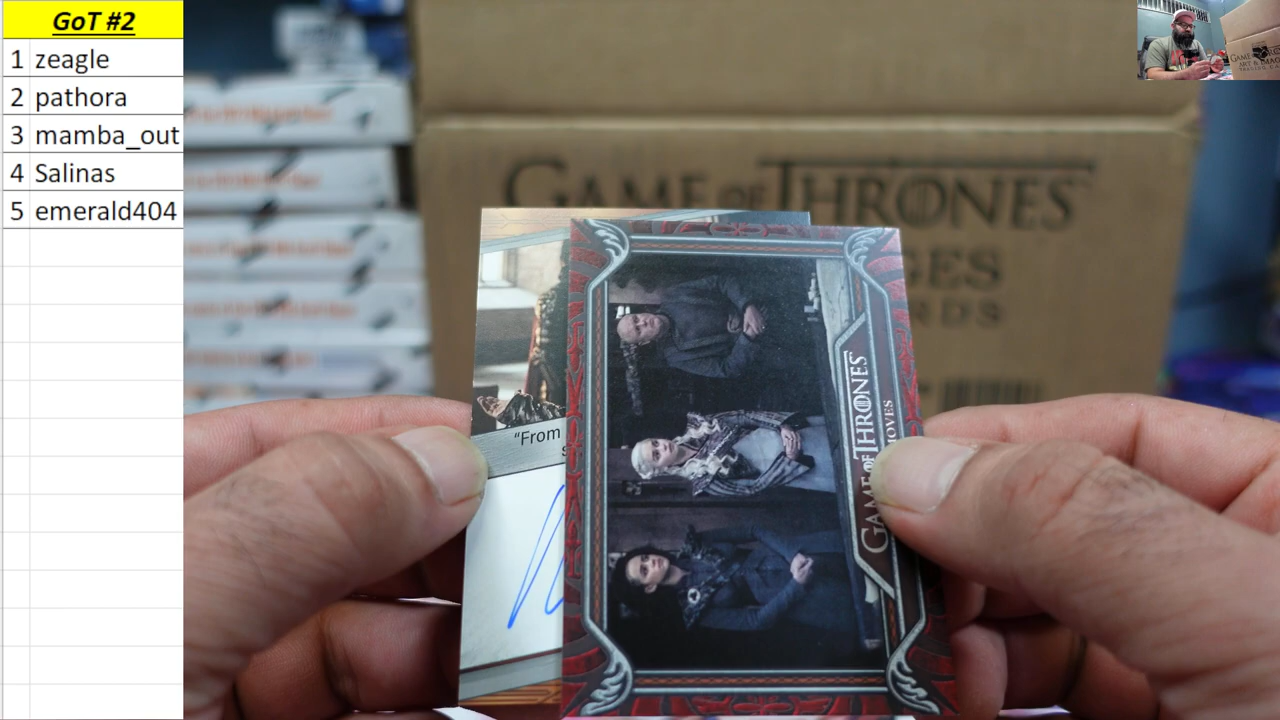 GoT #2
1 zeagle
2 pathora
3 mamba_out
4 Salinas
5 emerald404
GAME OF THRONES
GES
RDS
"From
GAME OF THRONES
MOVES